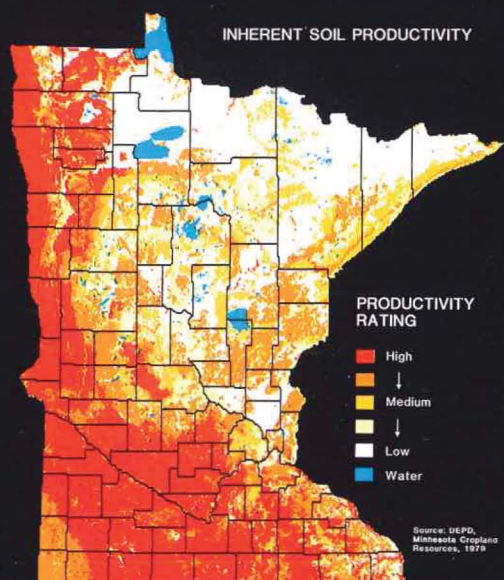 INHERENT SOIL PRODUCTIVITY
PRODUCTIVITY
RATING
High
↓
Medium
↓
Low
Water
Source: DEPD,
Minnesota Cropland
Resources, 1979